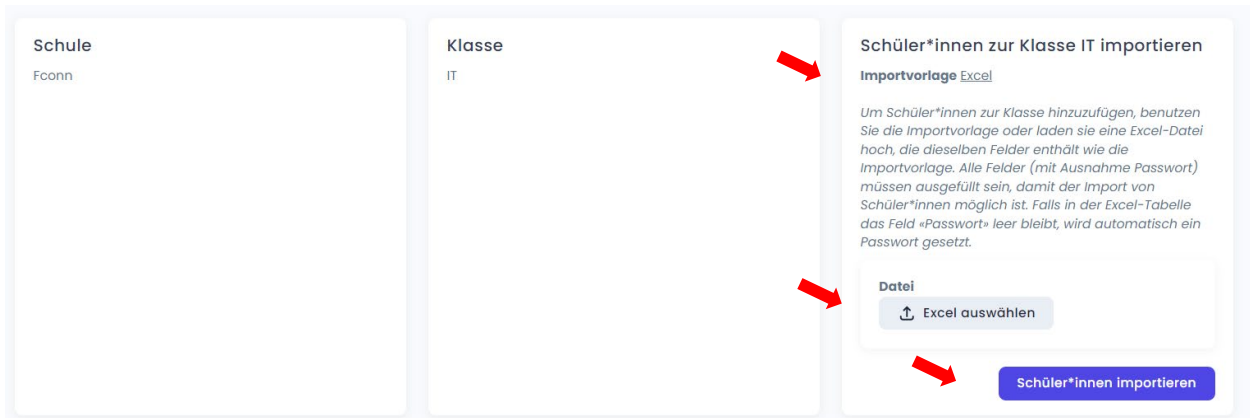 Schule
Fconn
Klasse
IT
Schüler*innen zur Klasse IT importieren
Importvorlage Excel
Um Schüler*innen zur Klasse hinzuzufügen, benutzen
Sie die Importvorlage oder laden sie eine Excel-Datei
hoch, die dieselben Felder enthält wie die
Importvorlage. Alle Felder (mit Ausnahme Passwort)
müssen ausgefüllt sein, damit der Import von
Schüler*innen möglich ist. Falls in der Excel-Tabelle
das Feld «Passwort» leer bleibt, wird automatisch ein
Passwort gesetzt.
Datei
Excel auswählen
Schüler*innen importieren